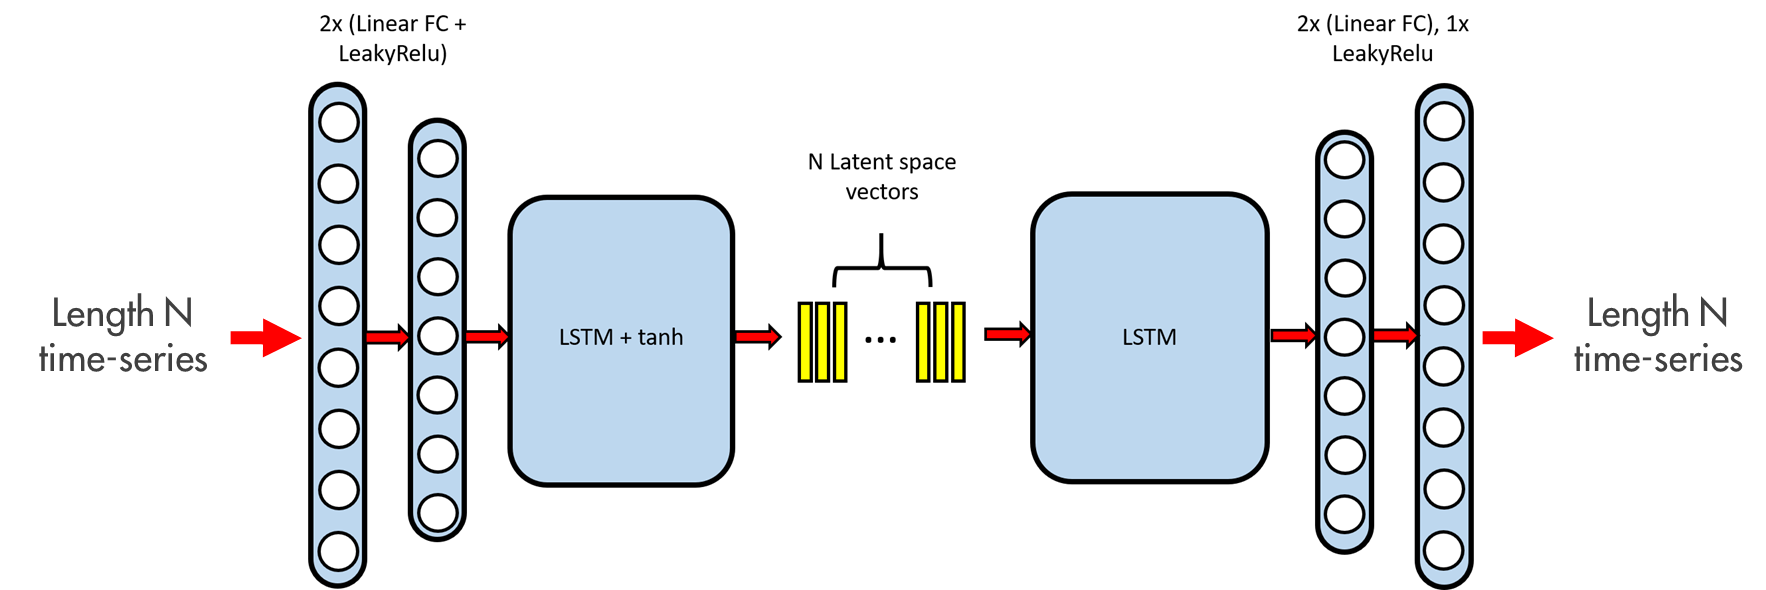 2x (Linear FC +
LeakyRelu)
2x (Linear FC), 1x
LeakyRelu
N Latent space
vectors
Length N
time-series
LSTM + tanh
...
LSTM
Length N
time-series